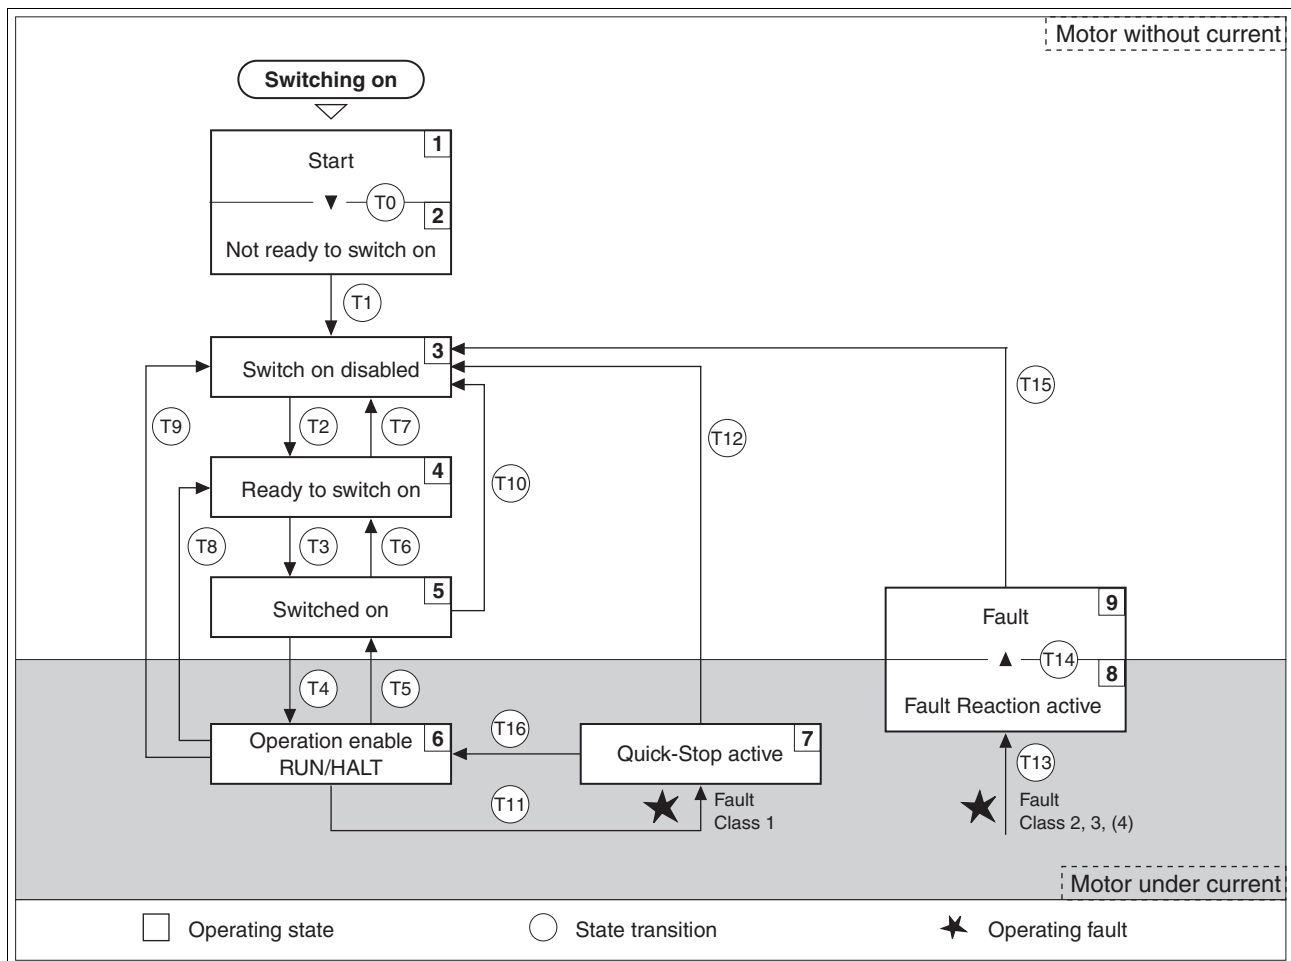 Motor without current
Switching on
1
Start
T0
2
Not ready to switch on
T1
3
Switch on disabled
T15
T9
T2
T7
T12
4
Ready to switch on
T10
T8
T3
T6
5
Switched on
9
Fault
T14
8
Fault Reaction active
T4
T5
6
Operation enable
RUN/HALT
T16
7
Quick-Stop active
T13
T11
Fault
Class 1
Fault
Class 2, 3, (4)
Motor under current
Operating state
State transition
Operating fault